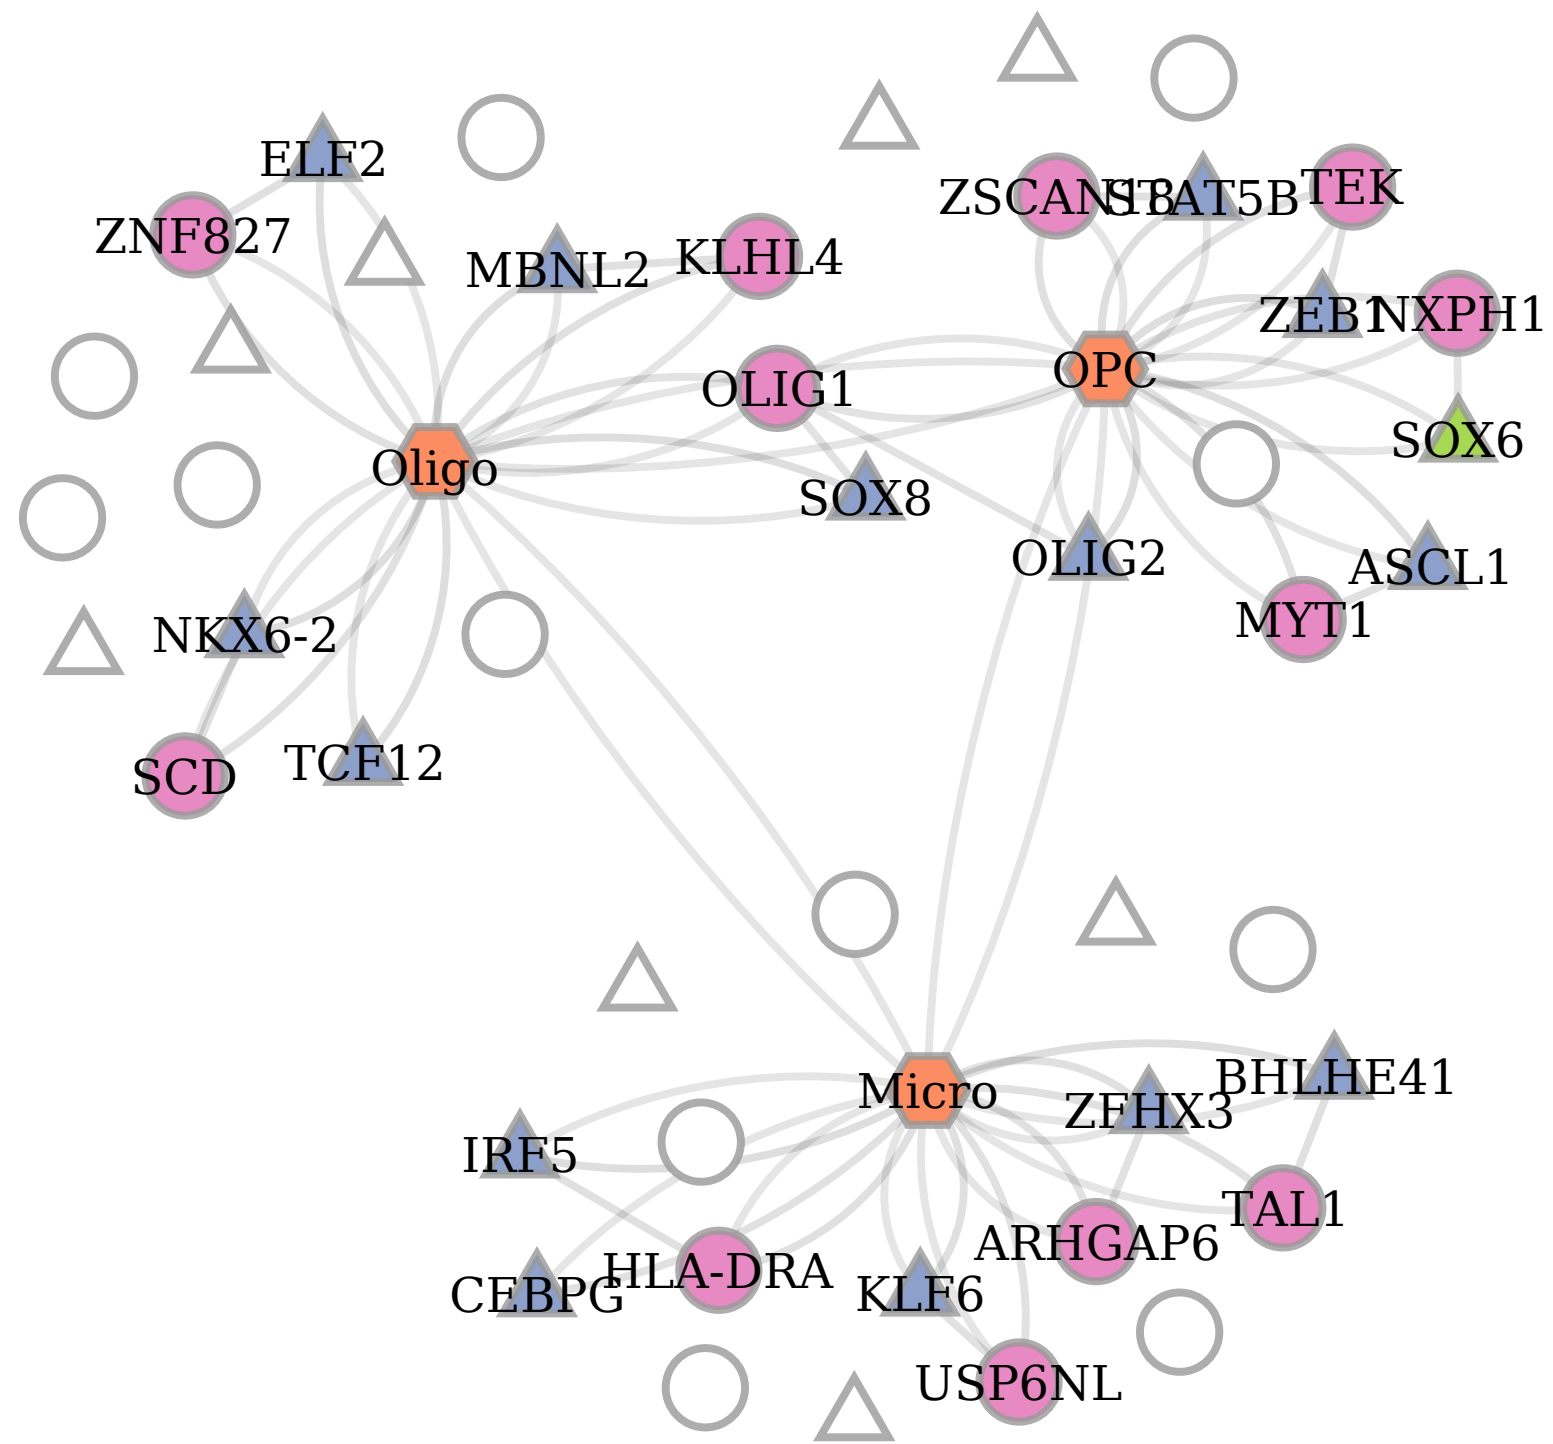 ELF2
ZNF827
MBNL2
KLHL4
ZSCAN18
STAT5B
TEK
ZEB1
NXPH1
OPC
OLIG1
SOX6
Oligo
SOX8
OLIG2
ASCL1
MYT1
NKX6-2
SCD
TCF12
Micro
ZFHX3
BHLHE41
IRF5
TAL1
ARHGAP6
HLA-DRA
CEBPG
KLF6
USP6NL